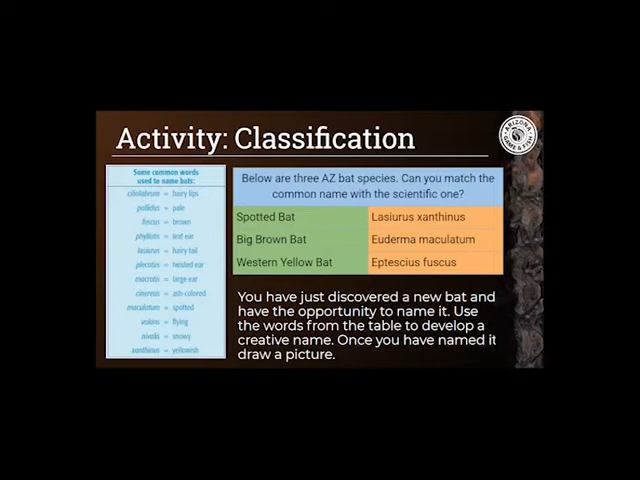 Activity: Classification
ARIZONA
GAME & FISH
Some common words
used to name bats:
ciliolabrum = hairy lips
pallidus = pale
fuscus = brown
phyllotis = leaf ear
lasiurus = hairy tail
plecotus = twisted ear
macrotis = large ear
cinereus = ash colored
maculatum = spotted
volans = flying
nivalis = snowy
xanthinus = yellowish
Below are three AZ bat species. Can you match the
common name with the scientific one?
Spotted Bat Lasiurus xanthinus
Big Brown Bat Euderma maculatum
Western Yellow Bat Eptescius fuscus
You have just discovered a new bat and
have the opportunity to name it. Use
the words from the table to develop a
creative name. Once you have named it
draw a picture.